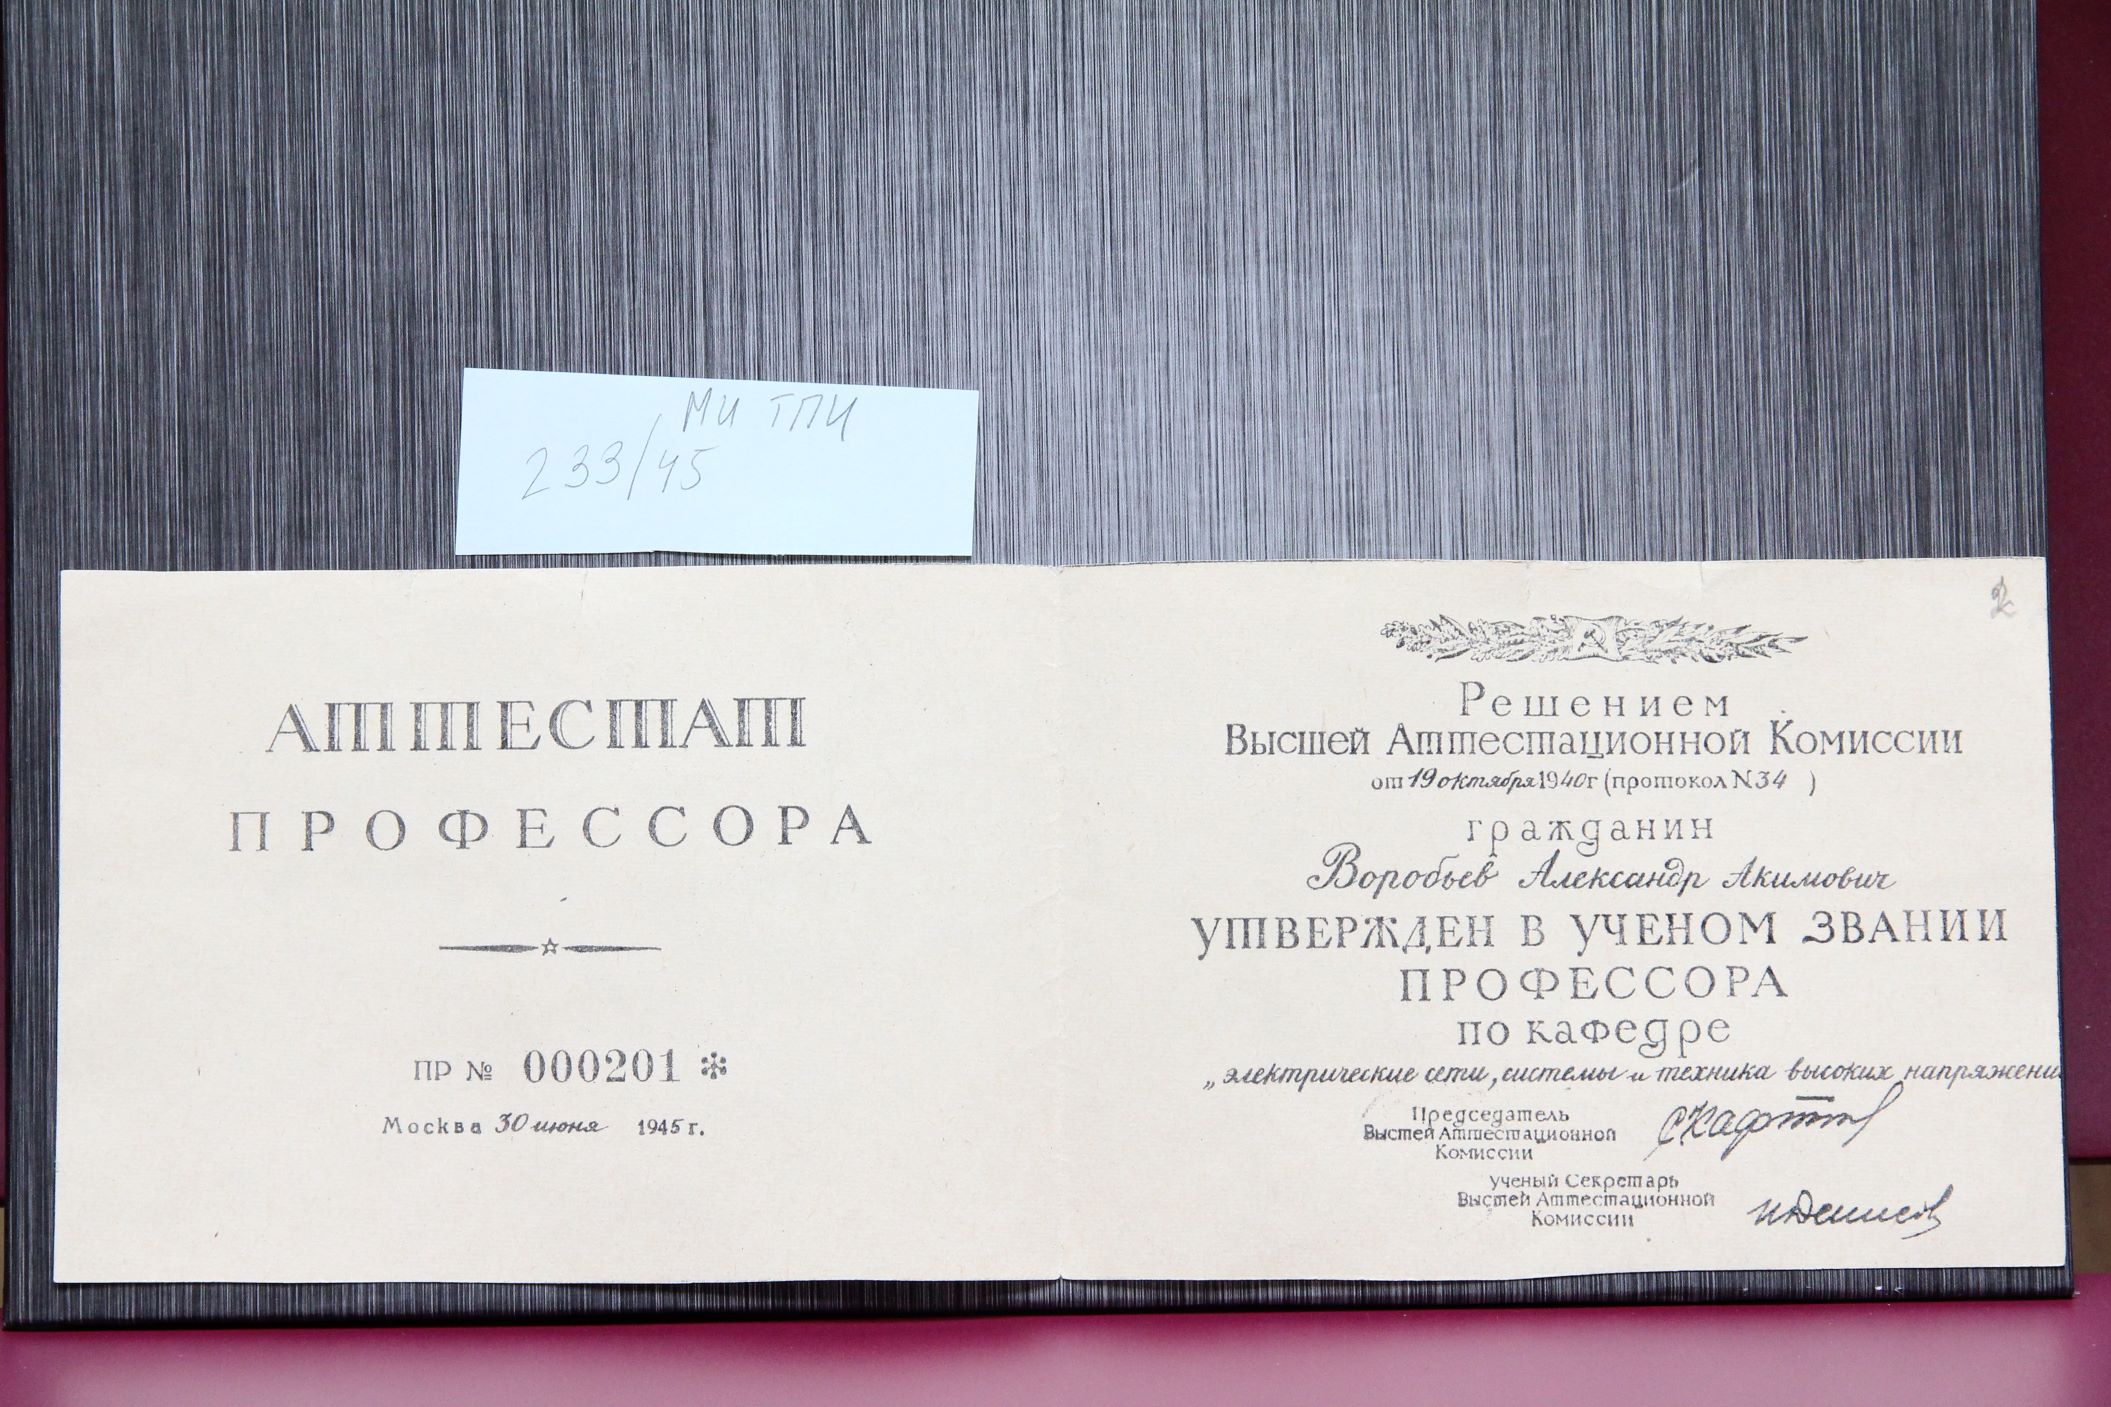 МИ ТПИ
233/45
АТТЕСТАТ
ПРОФЕССОРА
ПР № 000201 *
Москва 30 июня 1945 г.
2
Решением
Высшей Аттестационной Комиссии
от 19 октября 1940 г (протокол N 34 )
гражданин
Воробьев Александр Акимович
УТВЕРЖДЕН В УЧЕНОМ ЗВАНИИ
ПРОФЕССОРА
по кафедре
„электрические сети, системы и техника высоких напряжени
Председатель
Высшей Аттестационной
Комиссии
СКафтанов
ученый Секретарь
Высшей Аттестационной
Комиссии